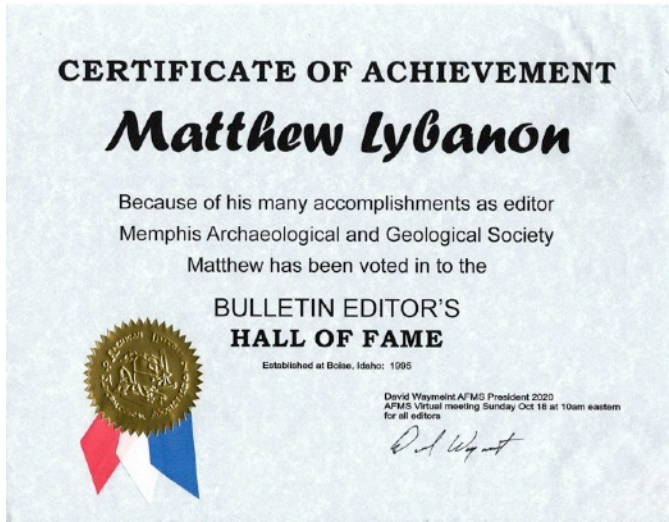 CERTIFICATE OF ACHIEVEMENT
Matthew Lybanon
Because of his many accomplishments as editor
Memphis Archaeological and Geological Society
Matthew has been voted in to the
BULLETIN EDITOR'S
HALL OF FAME
Established at Boise, Idaho: 1995
David Waymeint AFMS President 2020
AFMS Virtual meeting Sunday Oct 18 at 10am eastern
for all editors